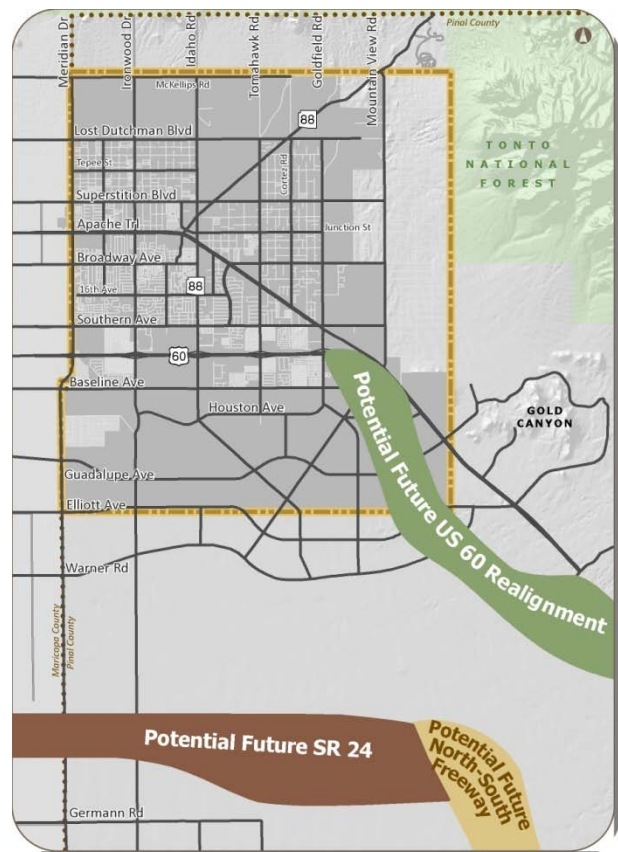 Pinal County
Meridian Dr
Ironwood Dr
Idaho Rd
Tomahawk Rd
Goldfield Rd
Mountain View Rd
McKellips Rd
88
Lost Dutchman Blvd
TONTO
NATIONAL
FOREST
Tepee St
Cortez Rd
Superstition Blvd
Apache Trl
Junction St
Broadway Ave
88
16th Ave
Southern Ave
60
Baseline Ave
Houston Ave
GOLD
CANYON
Potential Future US 60 Realignment
Guadalupe Ave
Elliott Ave
Warner Rd
Maricopa County
Pinal County
Potential Future SR 24
Potential Future
North-South
Freeway
Germann Rd